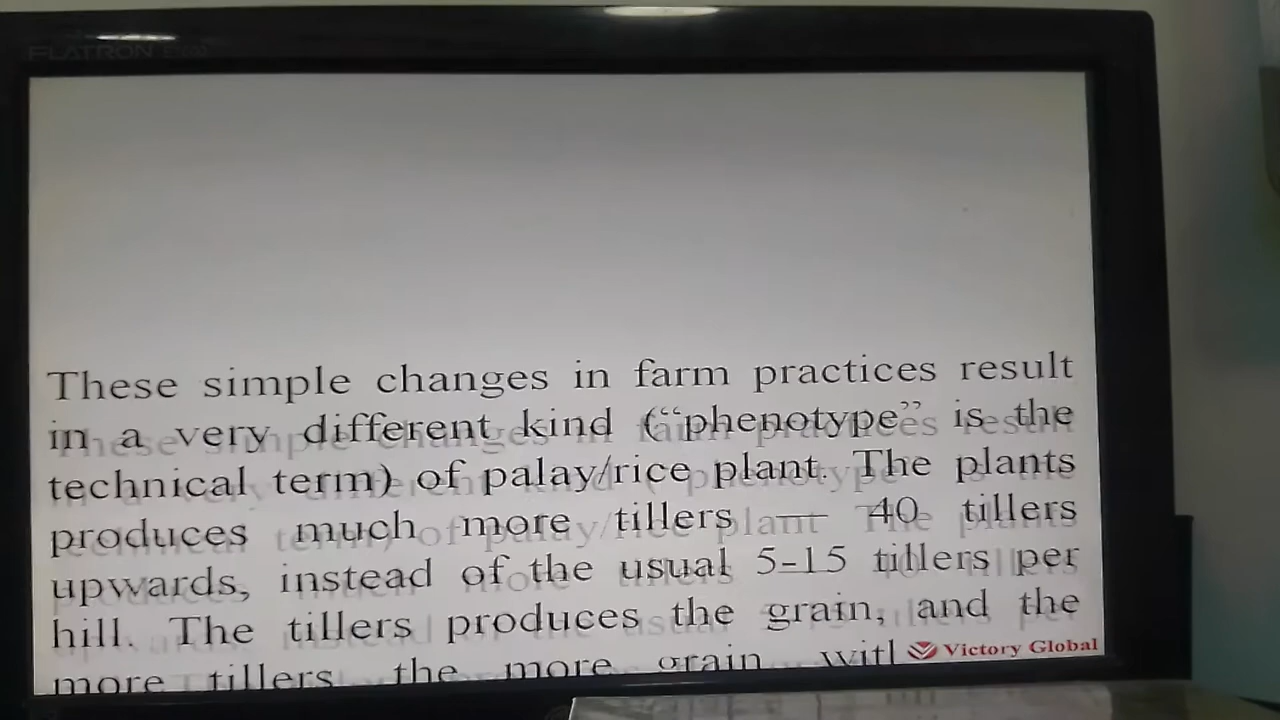 FLATRON
These simple changes in farm practices result
in a very different kind (“phenotype” is the
technical term) of palay/rice plant. The plants
produces much more tillers — 40 tillers
upwards, instead of the usual 5-15 tillers per
hill. The tillers produces the grain, and the
more tillers the more grain
Victory Global